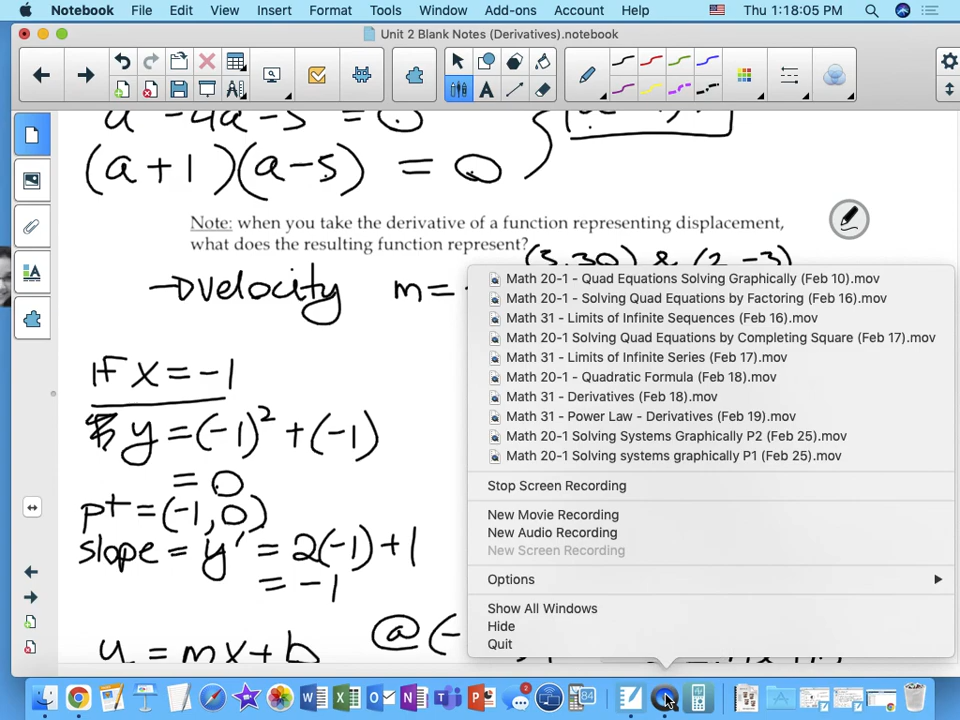 Notebook File Edit View Insert Format Tools Window Add-ons Account Help Thu 1:18:05 PM
Unit 2 Blank Notes (Derivatives).notebook
(a+1)(a-5) = 0
Note: when you take the derivative of a function representing displacement,
what does the resulting function represent?
(5,30) & (2,-3)
→velocity m=
If x = -1
y = (-1)² + (-1)
= 0
pt = (-1, 0)
slope = y' = 2(-1)+1
= -1
@(-
y = mx+b
Math 20-1 - Quad Equations Solving Graphically (Feb 10).mov
Math 20-1 - Solving Quad Equations by Factoring (Feb 16).mov
Math 31 - Limits of Infinite Sequences (Feb 16).mov
Math 20-1 Solving Quad Equations by Completing Square (Feb 17).mov
Math 31 - Limits of Infinite Series (Feb 17).mov
Math 20-1 - Quadratic Formula (Feb 18).mov
Math 31 - Derivatives (Feb 18).mov
Math 31 - Power Law - Derivatives (Feb 19).mov
Math 20-1 Solving Systems Graphically P2 (Feb 25).mov
Math 20-1 Solving systems graphically P1 (Feb 25).mov
Stop Screen Recording
New Movie Recording
New Audio Recording
New Screen Recording
Options
Show All Windows
Hide
Quit